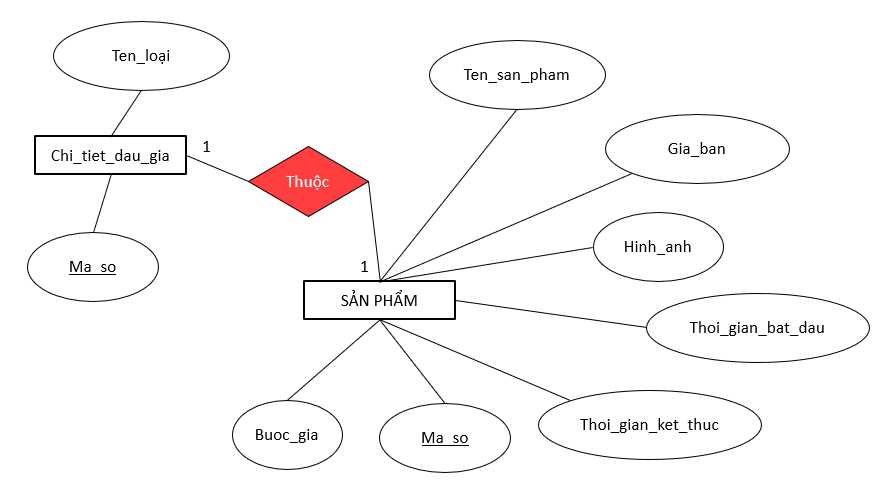 Ten_loại
Ten_san_pham
Chi_tiet_dau_gia
1
Thuộc
Gia_ban
Hinh_anh
Ma_so
1
SẢN PHẨM
Thoi_gian_bat_dau
Buoc_gia
Ma_so
Thoi_gian_ket_thuc